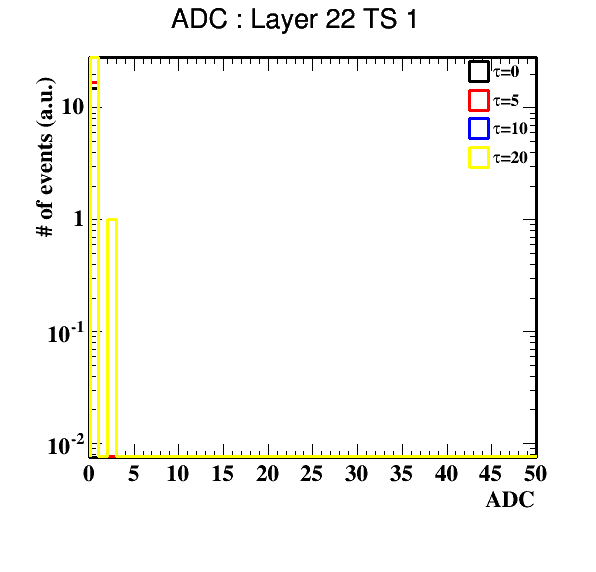 ADC : Layer 22 TS 1
# of events (a.u.)
10
1
10^-1
10^-2
τ=0
τ=5
τ=10
τ=20
0 5 10 15 20 25 30 35 40 45 50
ADC